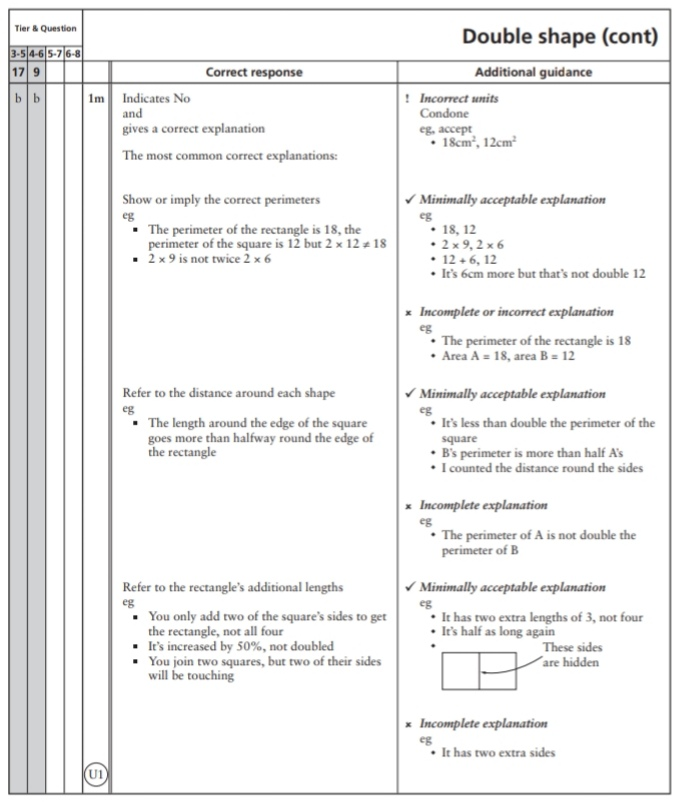 Tier & Question
Double shape (cont)
3-5 4-6 5-7 6-8
17 9
Correct response
Additional guidance
b b
1m
Indicates No
and
gives a correct explanation
The most common correct explanations:
! Incorrect units
Condone
eg, accept
• 18cm², 12cm²
Show or imply the correct perimeters
eg
▪ The perimeter of the rectangle is 18, the
perimeter of the square is 12 but 2 × 12 ≠ 18
▪ 2 × 9 is not twice 2 × 6
✓ Minimally acceptable explanation
eg
• 18, 12
• 2 × 9, 2 × 6
• 12 + 6, 12
• It's 6cm more but that's not double 12
× Incomplete or incorrect explanation
eg
• The perimeter of the rectangle is 18
• Area A = 18, area B = 12
Refer to the distance around each shape
eg
▪ The length around the edge of the square
goes more than halfway round the edge of
the rectangle
✓ Minimally acceptable explanation
eg
• It's less than double the perimeter of the
square
• B's perimeter is more than half A's
• I counted the distance round the sides
× Incomplete explanation
eg
• The perimeter of A is not double the
perimeter of B
Refer to the rectangle's additional lengths
eg
▪ You only add two of the square's sides to get
the rectangle, not all four
▪ It's increased by 50%, not doubled
▪ You join two squares, but two of their sides
will be touching
✓ Minimally acceptable explanation
eg
• It has two extra lengths of 3, not four
• It's half as long again
•
These sides
are hidden
× Incomplete explanation
eg
• It has two extra sides
U1